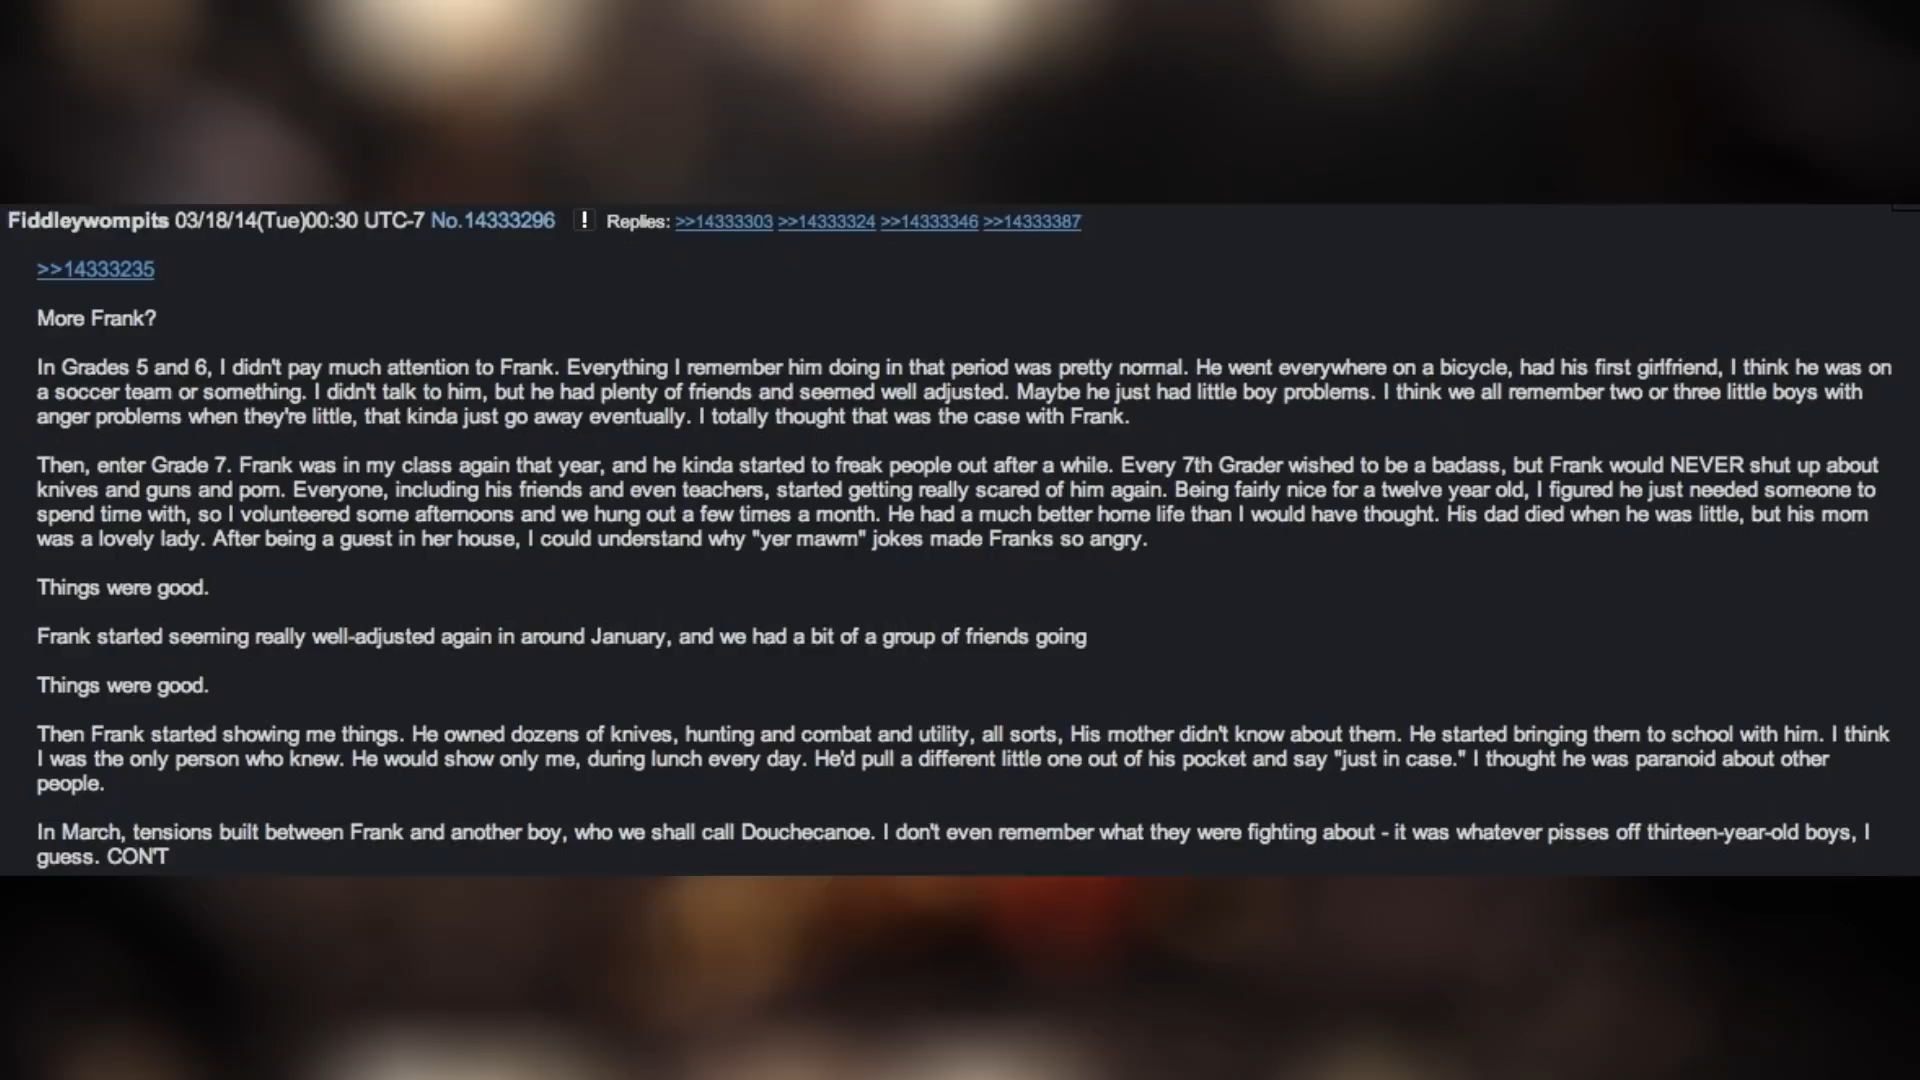 Fiddleywompits 03/18/14(Tue)00:30 UTC-7 No.14333296 ! Replies: >>14333303 >>14333324 >>14333346 >>14333387
>>14333235
More Frank?
In Grades 5 and 6, I didn't pay much attention to Frank. Everything I remember him doing in that period was pretty normal. He went everywhere on a bicycle, had his first girlfriend, I think he was on
a soccer team or something. I didn't talk to him, but he had plenty of friends and seemed well adjusted. Maybe he just had little boy problems. I think we all remember two or three little boys with
anger problems when they're little, that kinda just go away eventually. I totally thought that was the case with Frank.
Then, enter Grade 7. Frank was in my class again that year, and he kinda started to freak people out after a while. Every 7th Grader wished to be a badass, but Frank would NEVER shut up about
knives and guns and porn. Everyone, including his friends and even teachers, started getting really scared of him again. Being fairly nice for a twelve year old, I figured he just needed someone to
spend time with, so I volunteered some afternoons and we hung out a few times a month. He had a much better home life than I would have thought. His dad died when he was little, but his mom
was a lovely lady. After being a guest in her house, I could understand why "yer mawm" jokes made Franks so angry.
Things were good.
Frank started seeming really well-adjusted again in around January, and we had a bit of a group of friends going
Things were good.
Then Frank started showing me things. He owned dozens of knives, hunting and combat and utility, all sorts, His mother didn't know about them. He started bringing them to school with him. I think
I was the only person who knew. He would show only me, during lunch every day. He'd pull a different little one out of his pocket and say "just in case." I thought he was paranoid about other
people.
In March, tensions built between Frank and another boy, who we shall call Douchecanoe. I don't even remember what they were fighting about - it was whatever pisses off thirteen-year-old boys, I
guess. CON'T